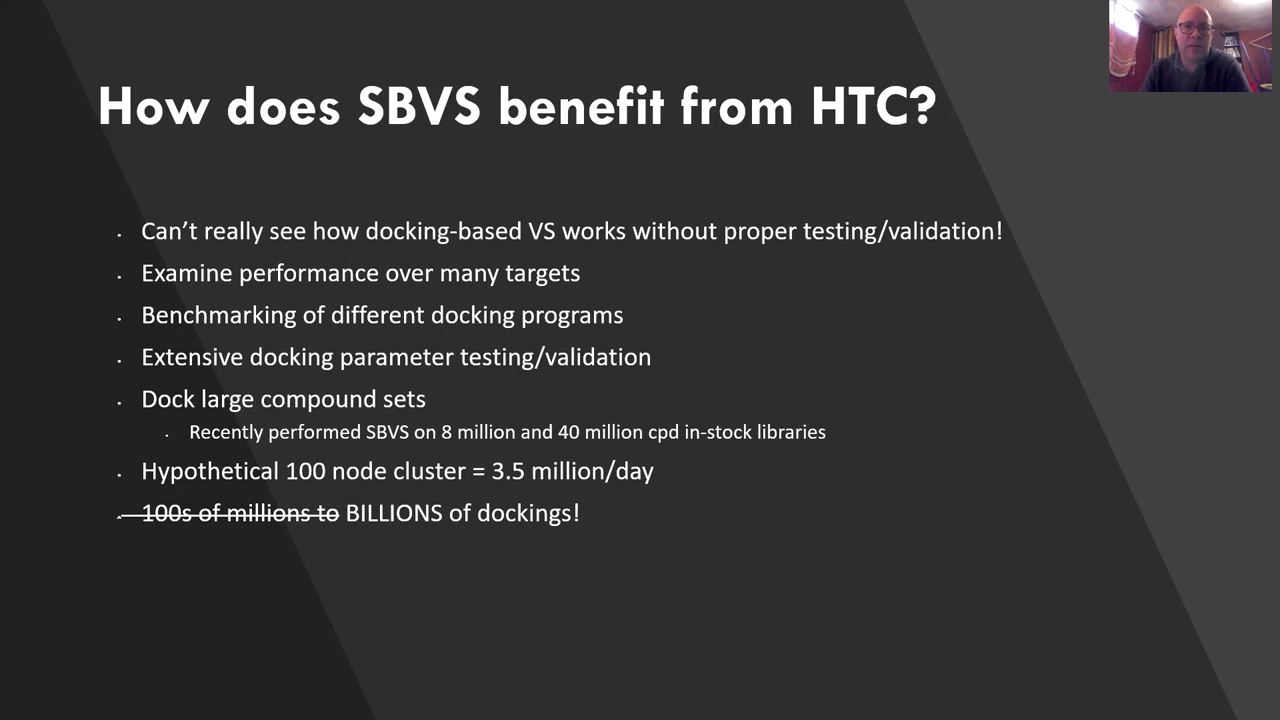 How does SBVS benefit from HTC?
Can’t really see how docking-based VS works without proper testing/validation!
Examine performance over many targets
Benchmarking of different docking programs
Extensive docking parameter testing/validation
Dock large compound sets
Recently performed SBVS on 8 million and 40 million cpd in-stock libraries
Hypothetical 100 node cluster = 3.5 million/day
100s of millions to BILLIONS of dockings!